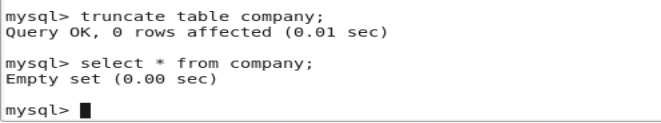 mysql> truncate table company;
Query OK, 0 rows affected (0.01 sec)
mysql> select * from company;
Empty set (0.00 sec)
mysql>